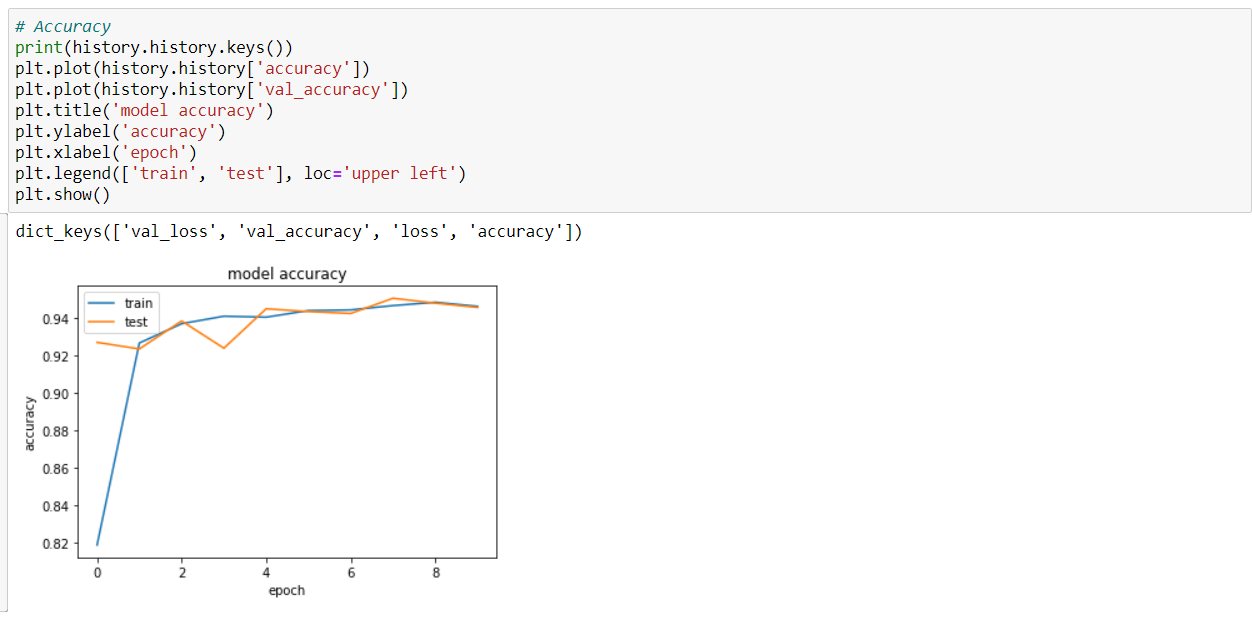 # Accuracy
print(history.history.keys())
plt.plot(history.history['accuracy'])
plt.plot(history.history['val_accuracy'])
plt.title('model accuracy')
plt.ylabel('accuracy')
plt.xlabel('epoch')
plt.legend(['train', 'test'], loc='upper left')
plt.show()
dict_keys(['val_loss', 'val_accuracy', 'loss', 'accuracy'])
model accuracy
train
test
0.94
0.92
0.90
0.88
0.86
0.84
0.82
accuracy
0 2 4 6 8
epoch